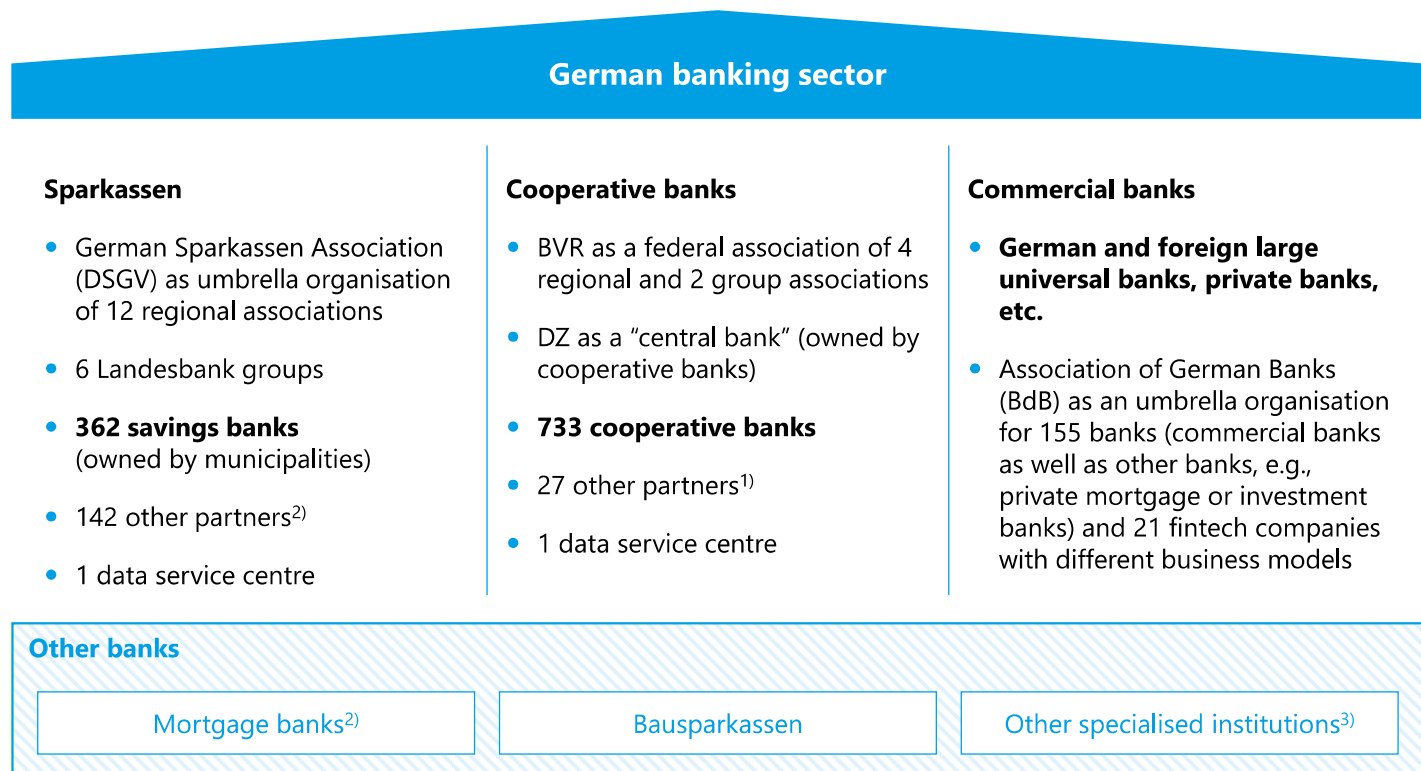 German banking sector
Sparkassen
• German Sparkassen Association
(DSGV) as umbrella organisation
of 12 regional associations
• 6 Landesbank groups
• 362 savings banks
(owned by municipalities)
• 142 other partners2)
• 1 data service centre
Cooperative banks
• BVR as a federal association of 4
regional and 2 group associations
• DZ as a “central bank” (owned by
cooperative banks)
• 733 cooperative banks
• 27 other partners1)
• 1 data service centre
Commercial banks
• German and foreign large
universal banks, private banks,
etc.
• Association of German Banks
(BdB) as an umbrella organisation
for 155 banks (commercial banks
as well as other banks, e.g.,
private mortgage or investment
banks) and 21 fintech companies
with different business models
Other banks
Mortgage banks2)
Bausparkassen
Other specialised institutions3)